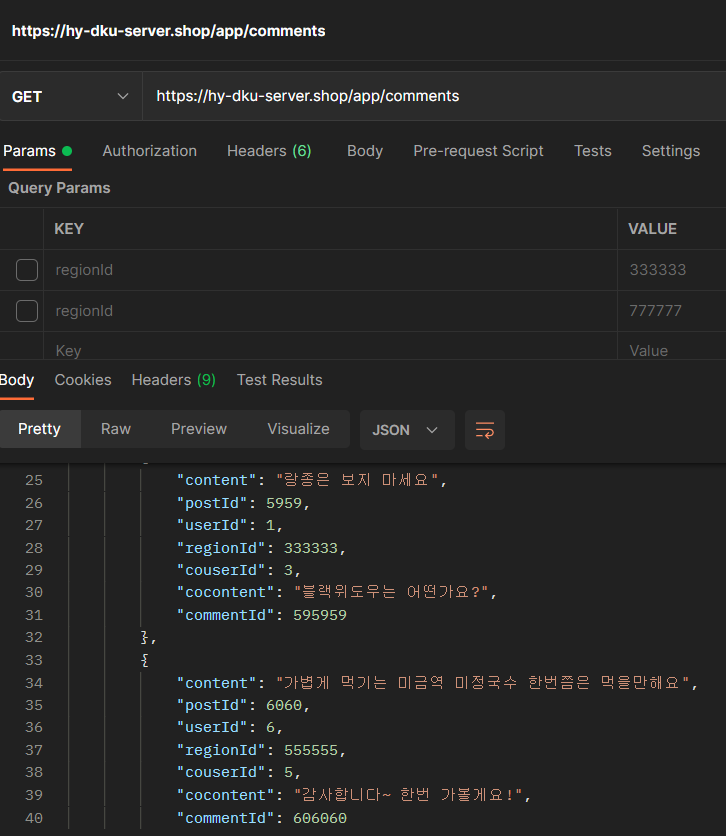 https://hy-dku-server.shop/app/comments
GET https://hy-dku-server.shop/app/comments
Params Authorization Headers (6) Body Pre-request Script Tests Settings
Query Params
KEY VALUE
regionId 333333
regionId 777777
Key Value
Body Cookies Headers (9) Test Results
Pretty Raw Preview Visualize JSON
25 "content": "랑종은 보지 마세요",
26 "postId": 5959,
27 "userId": 1,
28 "regionId": 333333,
29 "couserId": 3,
30 "cocontent": "블랙위도우는 어떤가요?",
31 "commentId": 595959
32 },
33 {
34 "content": "가볍게 먹기는 미금역 미정국수 한번쯤은 먹을만해요",
35 "postId": 6060,
36 "userId": 6,
37 "regionId": 555555,
38 "couserId": 5,
39 "cocontent": "감사합니다~ 한번 가볼게요!",
40 "commentId": 606060